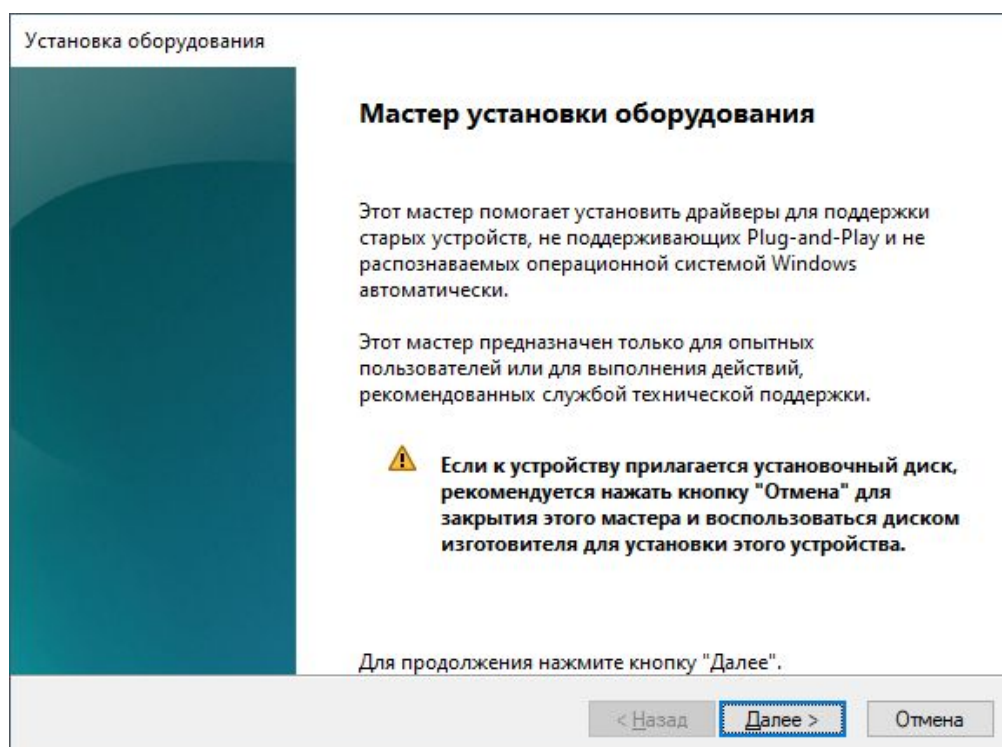 Установка оборудования
Мастер установки оборудования
Этот мастер помогает установить драйверы для поддержки
старых устройств, не поддерживающих Plug-and-Play и не
распознаваемых операционной системой Windows
автоматически.
Этот мастер предназначен только для опытных
пользователей или для выполнения действий,
рекомендованных службой технической поддержки.
Если к устройству прилагается установочный диск,
рекомендуется нажать кнопку "Отмена" для
закрытия этого мастера и воспользоваться диском
изготовителя для установки этого устройства.
Для продолжения нажмите кнопку "Далее".
< Назад Далее > Отмена